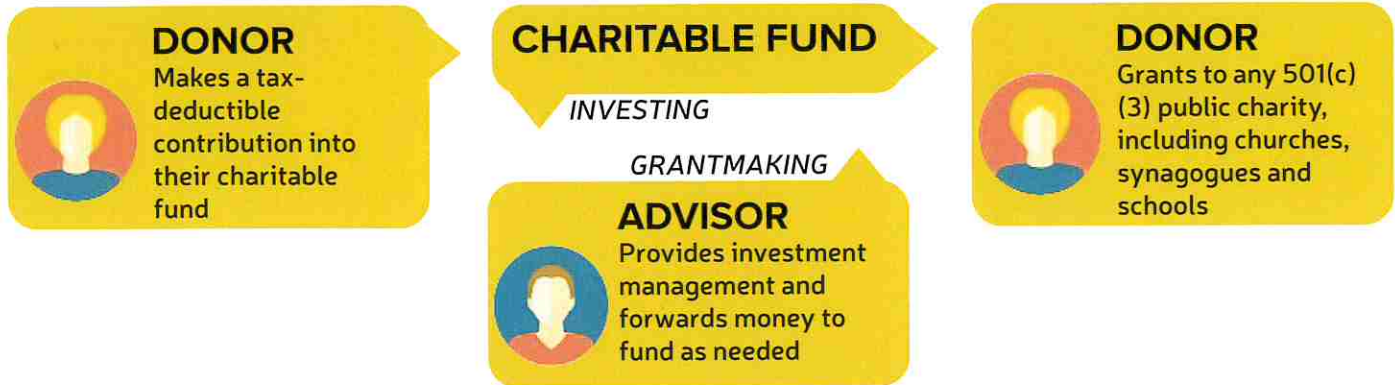 DONOR
Makes a tax-
deductible
contribution into
their charitable
fund
CHARITABLE FUND
INVESTING
GRANTMAKING
ADVISOR
Provides investment
management and
forwards money to
fund as needed
DONOR
Grants to any 501(c)
(3) public charity,
including churches,
synagogues and
schools